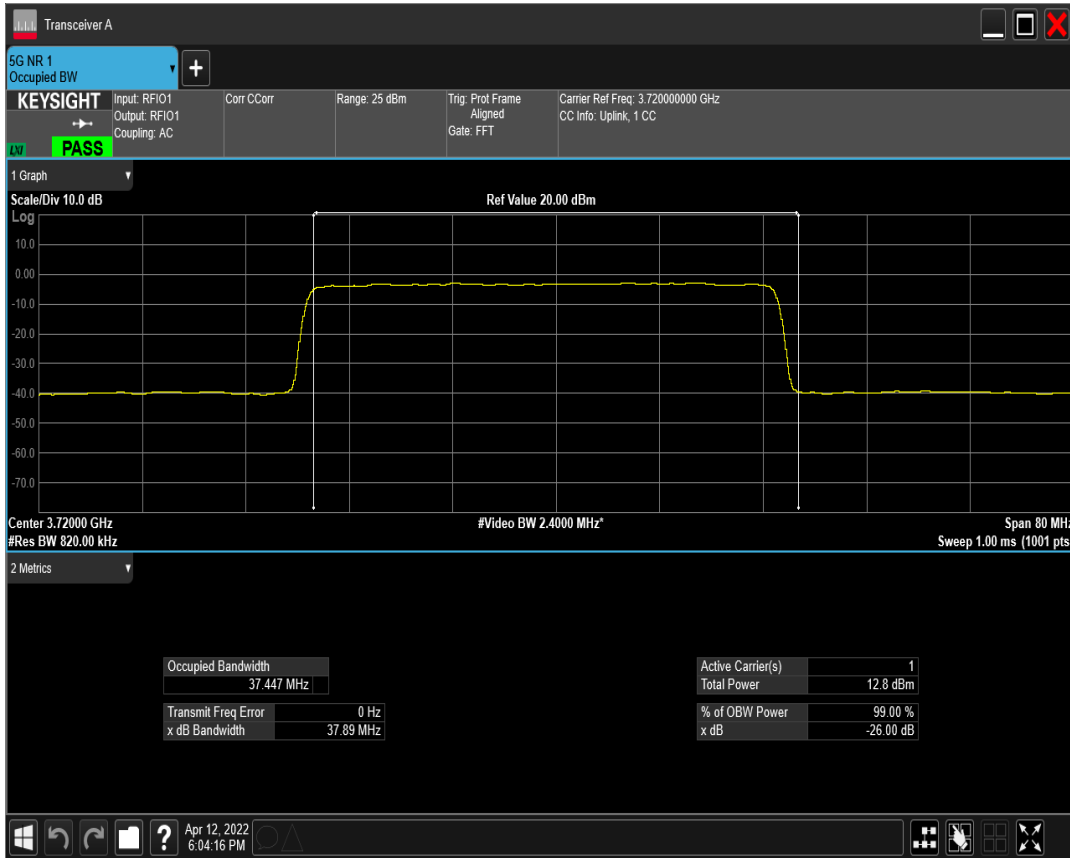 Transceiver A
5G NR 1
Occupied BW
+
KEYSIGHT
LXI
PASS
Input: RFIO1
Output: RFIO1
Coupling: AC
Corr CCorr
Range: 25 dBm
Trig: Prot Frame
Aligned
Gate: FFT
Carrier Ref Freq: 3.720000000 GHz
CC Info: Uplink, 1 CC
1 Graph
Scale/Div 10.0 dB
Ref Value 20.00 dBm
Log
10.0
0.00
-10.0
-20.0
-30.0
-40.0
-50.0
-60.0
-70.0
Center 3.72000 GHz
#Video BW 2.4000 MHz*
Span 80 MHz
#Res BW 820.00 kHz
Sweep 1.00 ms (1001 pts
2 Metrics
Occupied Bandwidth
37.447 MHz
Transmit Freq Error 0 Hz
x dB Bandwidth 37.89 MHz
Active Carrier(s) 1
Total Power 12.8 dBm
% of OBW Power 99.00 %
x dB -26.00 dB
?
Apr 12, 2022
6:04:16 PM